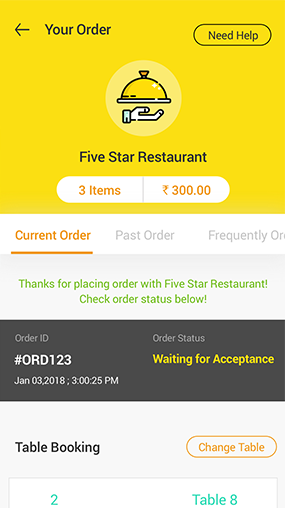 Your Order
Need Help
Five Star Restaurant
3 Items
₹ 300.00
Current Order
Past Order
Frequently Or
Thanks for placing order with Five Star Restaurant!
Check order status below!
Order ID
Order Status
#ORD123
Waiting for Acceptance
Jan 03,2018 ; 3:00:25 PM
Table Booking
Change Table
2
Table 8